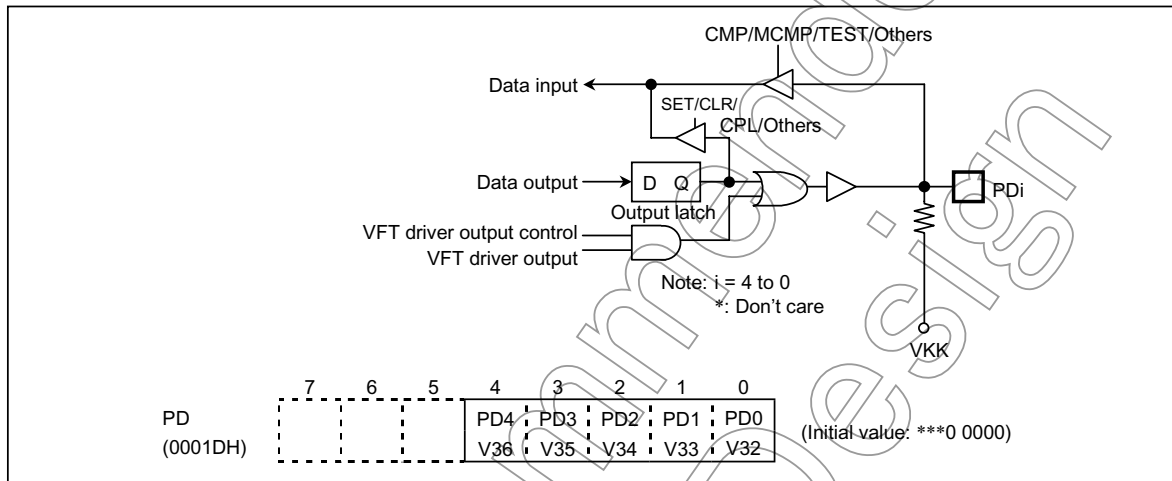 CMP/MCMP/TEST/Others
Data input
SET/CLR/
CPL/Others
Data output
D Q
PDi
Output latch
VFT driver output control
VFT driver output
Note: i = 4 to 0
*: Don't care
VKK
7 6 5 4 3 2 1 0
PD PD4 PD3 PD2 PD1 PD0 (Initial value: ***0 0000)
(0001DH) V36 V35 V34 V33 V32